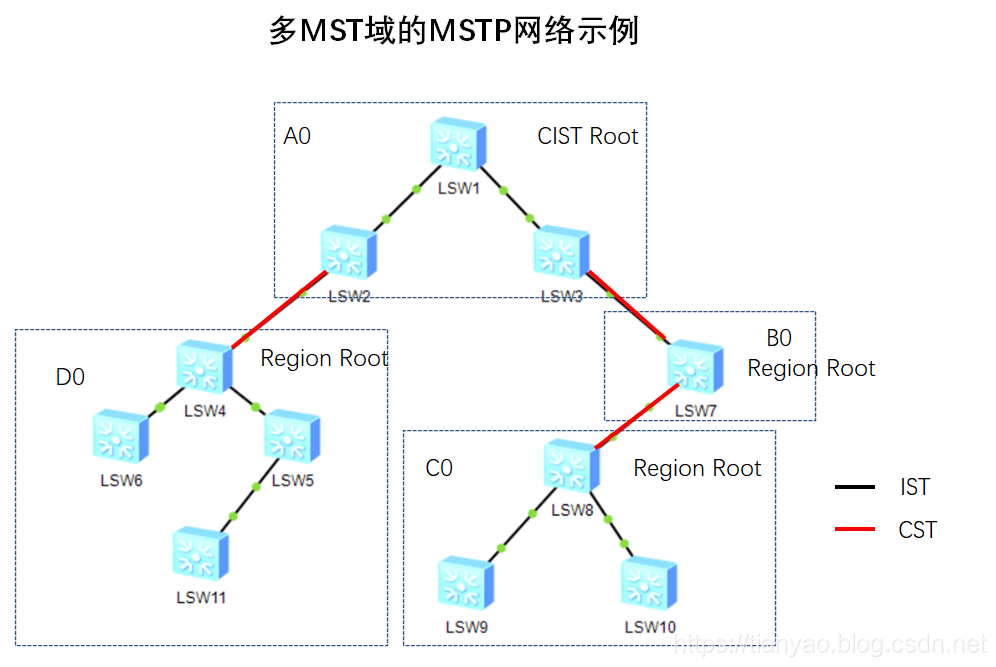 多MST域的MSTP网络示例
A0
CIST Root
LSW1
LSW2
LSW3
B0
Region Root
LSW7
D0
Region Root
LSW4
LSW6
LSW5
LSW11
C0
Region Root
LSW8
LSW9
LSW10
IST
CST
https://tianyao.blog.csdn.net